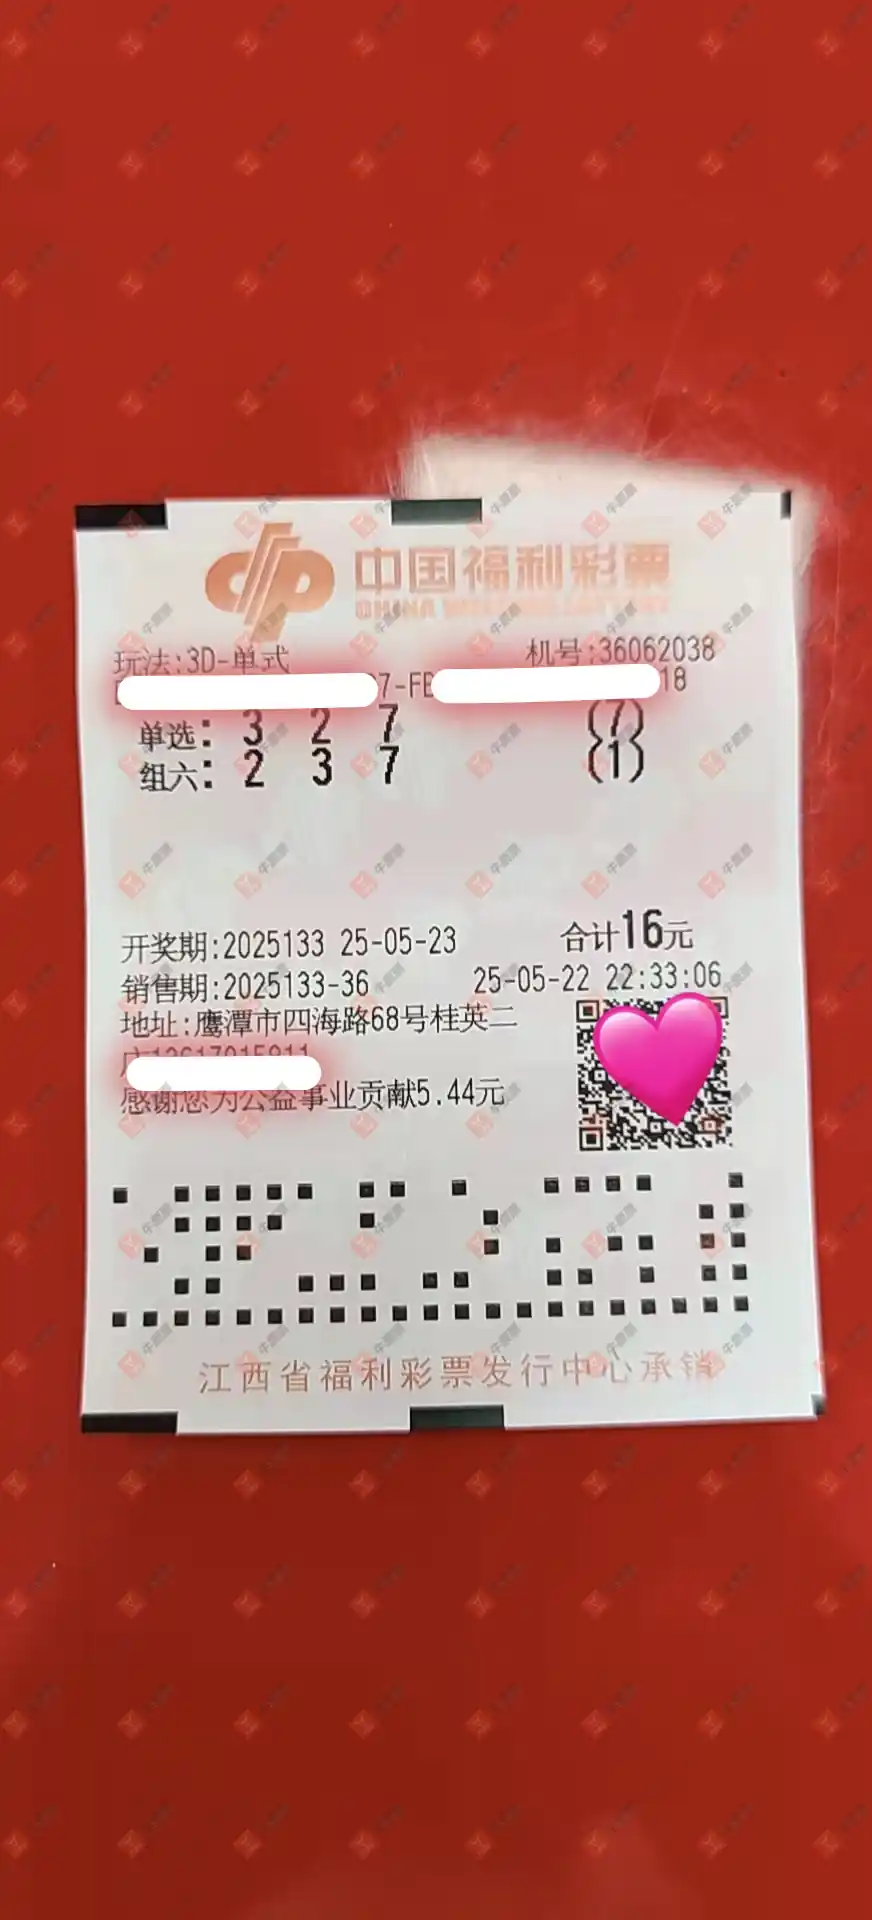 中国福利彩票
玩法:3D-单式 机号:36062038
7-FE 18
单选: 3 2 7 (7)
组六: 2 3 7 (1)
开奖期:2025133 25-05-23 合计16元
销售期:2025133-36 25-05-22 22:33:06
地址:鹰潭市四海路68号桂英二
感谢您为公益事业贡献5.44元
江西省福利彩票发行中心承销